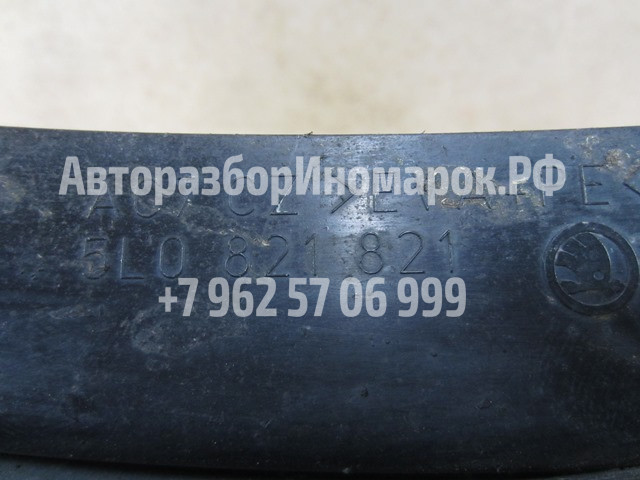 АвторазборИномарок.РФ
5L0 821 821
+7 962 57 06 999